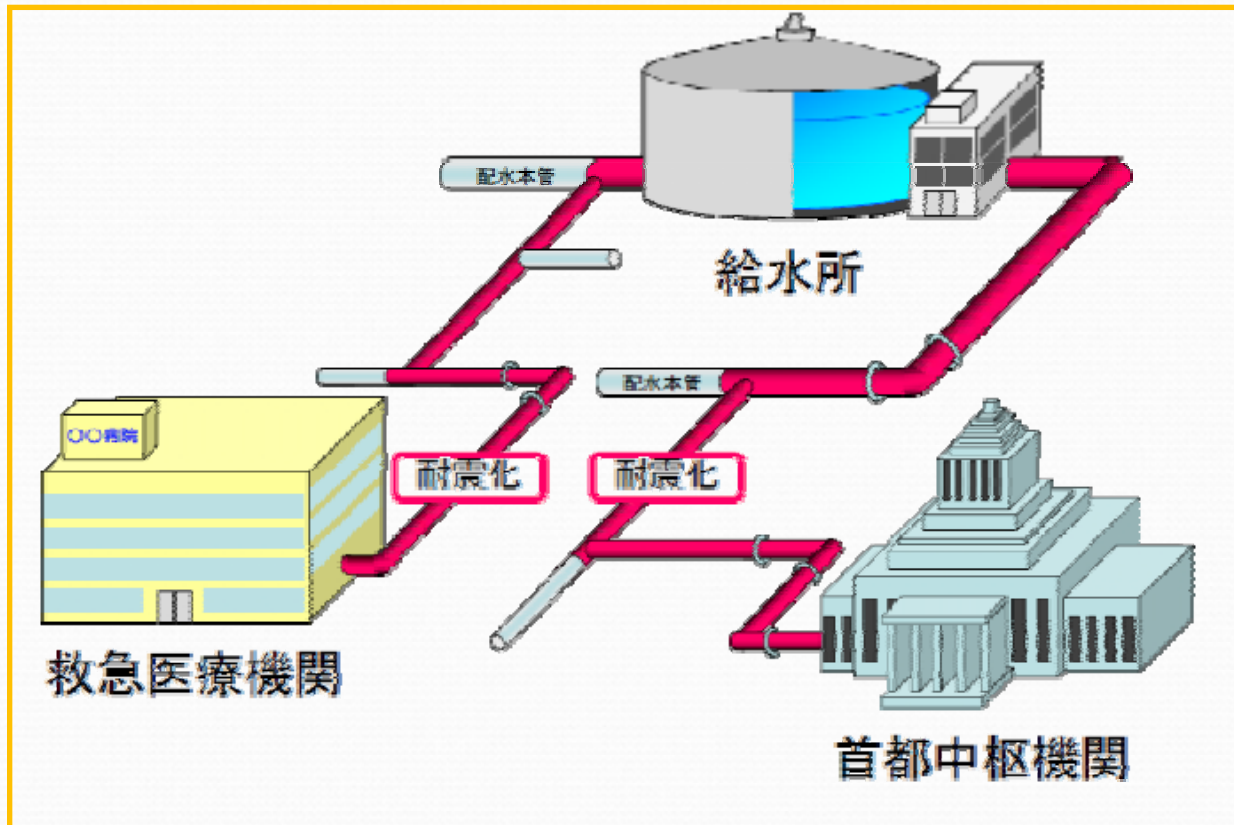 配水本管
給水所
配水本管
〇〇病院
耐震化
耐震化
救急医療機関
首都中枢機関